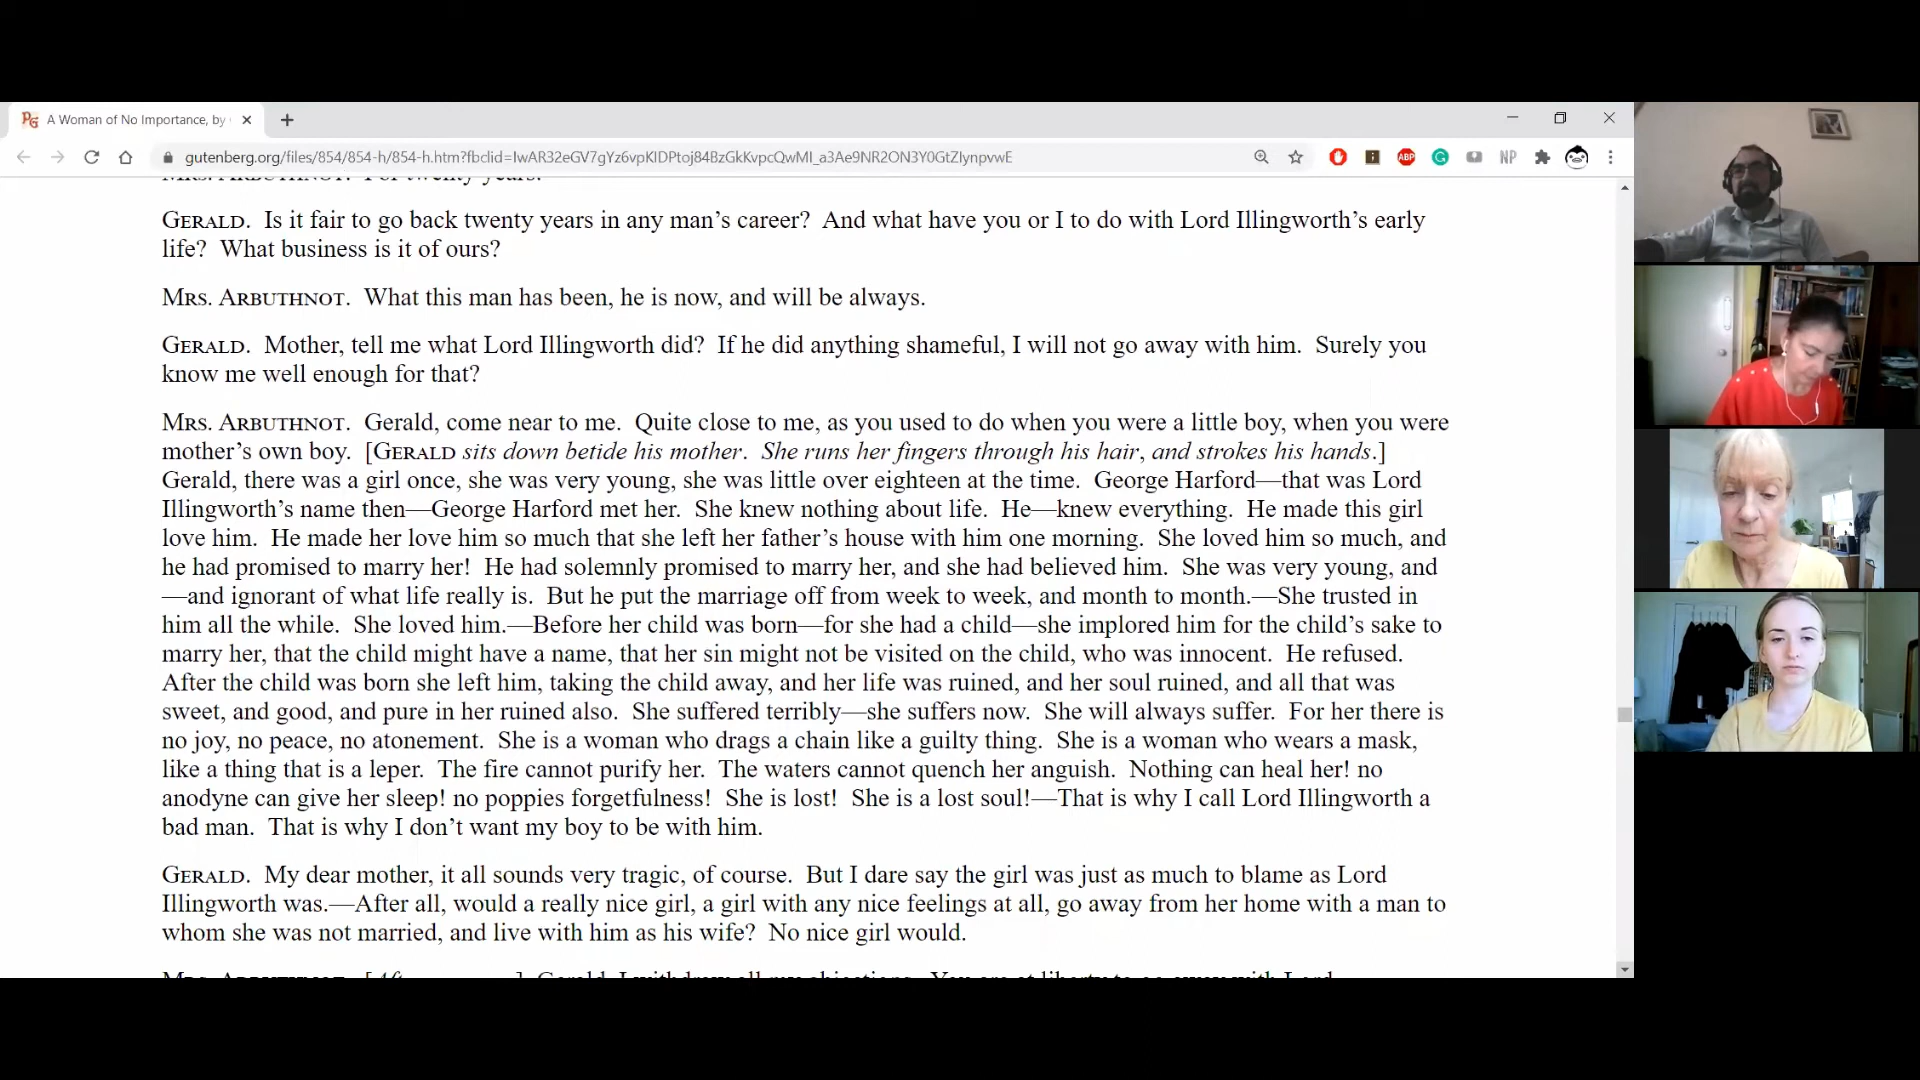 A Woman of No Importance, by
gutenberg.org/files/854/854-h/854-h.htm?fbclid=IwAR32eGV7gYz6vpKIDPtoj84BzGkKvpcQwMI_a3Ae9NR2ON3Y0GtZIynpvwE
MRS. ARBUTHNOT. For twenty years.
GERALD. Is it fair to go back twenty years in any man’s career? And what have you or I to do with Lord Illingworth’s early
life? What business is it of ours?
MRS. ARBUTHNOT. What this man has been, he is now, and will be always.
GERALD. Mother, tell me what Lord Illingworth did? If he did anything shameful, I will not go away with him. Surely you
know me well enough for that?
MRS. ARBUTHNOT. Gerald, come near to me. Quite close to me, as you used to do when you were a little boy, when you were
mother’s own boy. [GERALD sits down betide his mother. She runs her fingers through his hair, and strokes his hands.]
Gerald, there was a girl once, she was very young, she was little over eighteen at the time. George Harford—that was Lord
Illingworth’s name then—George Harford met her. She knew nothing about life. He—knew everything. He made this girl
love him. He made her love him so much that she left her father’s house with him one morning. She loved him so much, and
he had promised to marry her! He had solemnly promised to marry her, and she had believed him. She was very young, and
—and ignorant of what life really is. But he put the marriage off from week to week, and month to month.—She trusted in
him all the while. She loved him.—Before her child was born—for she had a child—she implored him for the child’s sake to
marry her, that the child might have a name, that her sin might not be visited on the child, who was innocent. He refused.
After the child was born she left him, taking the child away, and her life was ruined, and her soul ruined, and all that was
sweet, and good, and pure in her ruined also. She suffered terribly—she suffers now. She will always suffer. For her there is
no joy, no peace, no atonement. She is a woman who drags a chain like a guilty thing. She is a woman who wears a mask,
like a thing that is a leper. The fire cannot purify her. The waters cannot quench her anguish. Nothing can heal her! no
anodyne can give her sleep! no poppies forgetfulness! She is lost! She is a lost soul!—That is why I call Lord Illingworth a
bad man. That is why I don’t want my boy to be with him.
GERALD. My dear mother, it all sounds very tragic, of course. But I dare say the girl was just as much to blame as Lord
Illingworth was.—After all, would a really nice girl, a girl with any nice feelings at all, go away from her home with a man to
whom she was not married, and live with him as his wife? No nice girl would.
MRS. ARBUTHNOT. Gerald, I withdraw all my objections. You are at liberty to go away with Lord